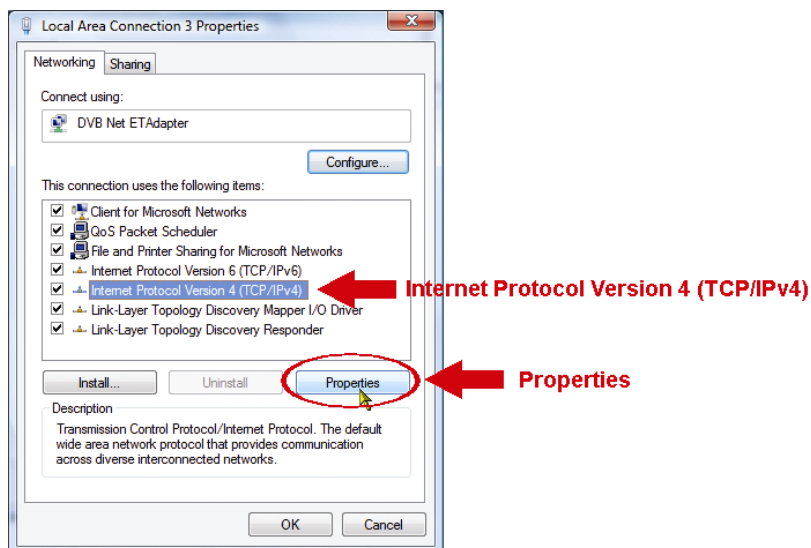 Local Area Connection 3 Properties
Networking
Sharing
Connect using:
DVB Net ETAdapter
Configure...
This connection uses the following items:
Client for Microsoft Networks
QoS Packet Scheduler
File and Printer Sharing for Microsoft Networks
Internet Protocol Version 6 (TCP/IPv6)
Internet Protocol Version 4 (TCP/IPv4)
Internet Protocol Version 4 (TCP/IPv4)
Link-Layer Topology Discovery Mapper I/O Driver
Link-Layer Topology Discovery Responder
Install...
Uninstall
Properties
Properties
Description
Transmission Control Protocol/Internet Protocol. The default
wide area network protocol that provides communication
across diverse interconnected networks.
OK
Cancel